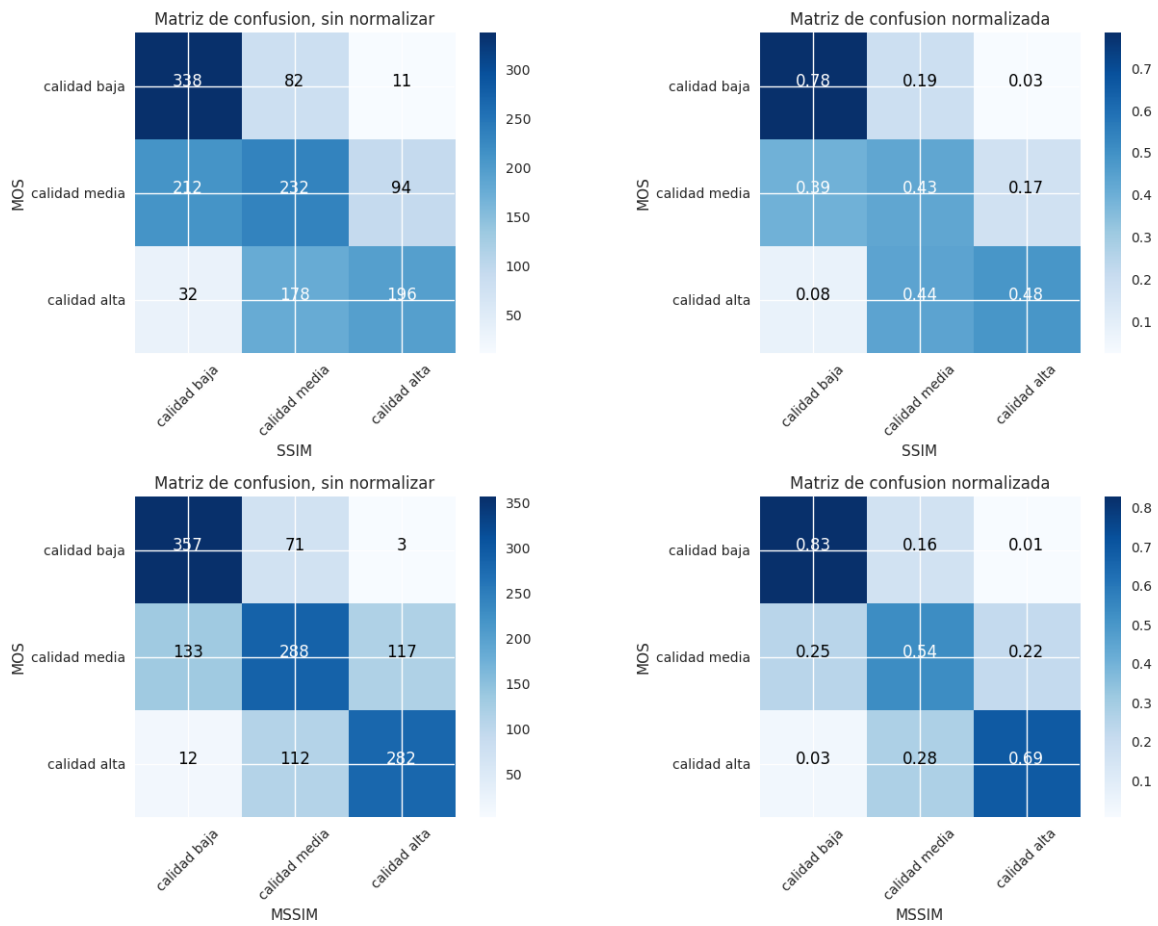 Matriz de confusion, sin normalizar
calidad baja
338 82 11
calidad media
212 232 94
calidad alta
32 178 196
MOS
calidad baja
calidad media
calidad alta
SSIM
300
250
200
150
100
50
Matriz de confusion normalizada
calidad baja
0.78 0.19 0.03
calidad media
0.39 0.43 0.17
calidad alta
0.08 0.44 0.48
MOS
calidad baja
calidad media
calidad alta
SSIM
0.7
0.6
0.5
0.4
0.3
0.2
0.1
Matriz de confusion, sin normalizar
calidad baja
357 71 3
calidad media
133 288 117
calidad alta
12 112 282
MOS
calidad baja
calidad media
calidad alta
MSSIM
350
300
250
200
150
100
50
Matriz de confusion normalizada
calidad baja
0.83 0.16 0.01
calidad media
0.25 0.54 0.22
calidad alta
0.03 0.28 0.69
MOS
calidad baja
calidad media
calidad alta
MSSIM
0.8
0.7
0.6
0.5
0.4
0.3
0.2
0.1